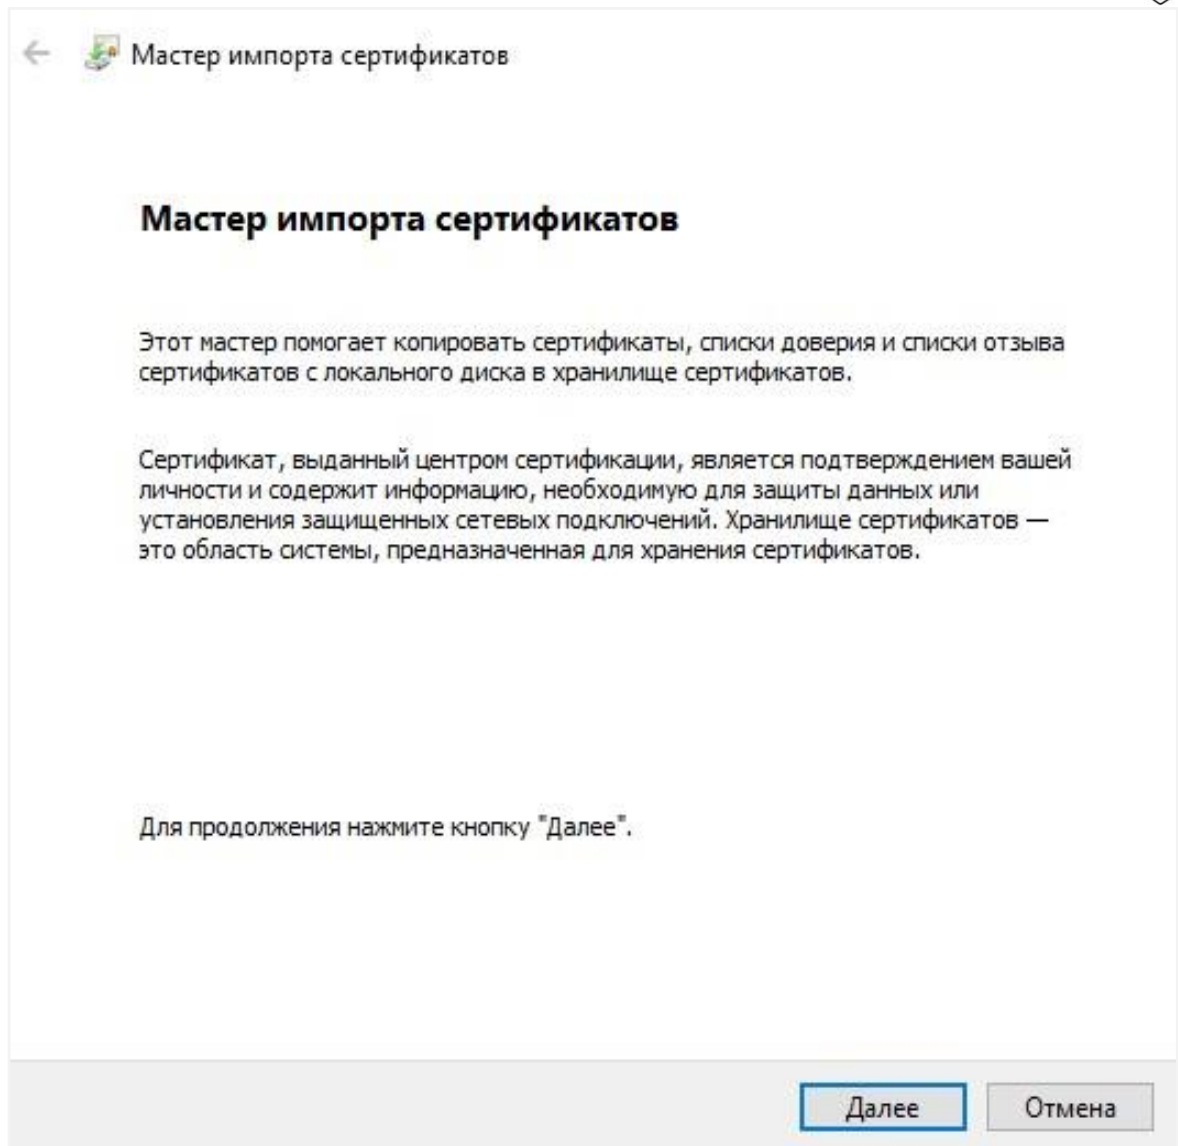 Мастер импорта сертификатов
Мастер импорта сертификатов
Этот мастер помогает копировать сертификаты, списки доверия и списки отзыва
сертификатов с локального диска в хранилище сертификатов.
Сертификат, выданный центром сертификации, является подтверждением вашей
личности и содержит информацию, необходимую для защиты данных или
установления защищенных сетевых подключений. Хранилище сертификатов —
это область системы, предназначенная для хранения сертификатов.
Для продолжения нажмите кнопку "Далее".
Далее
Отмена